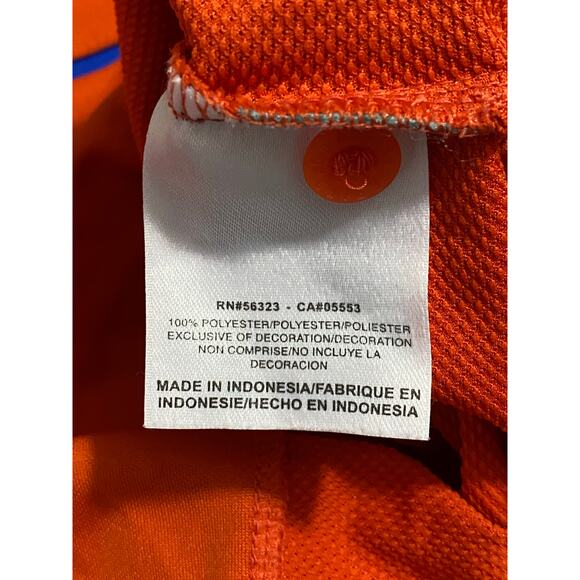 RN#56323 - CA#05553
100% POLYESTER/POLYESTER/POLIESTER
EXCLUSIVE OF DECORATION/DECORATION
NON COMPRISE/NO INCLUYE LA
DECORACION
MADE IN INDONESIA/FABRIQUE EN
INDONESIE/HECHO EN INDONESIA